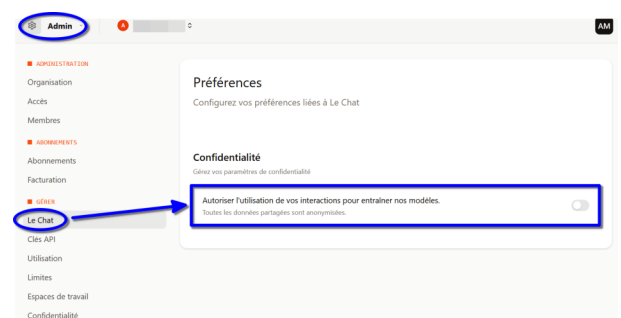 Admin
A
AM
ADMINISTRATION
Organisation
Accès
Membres
ABONNEMENTS
Abonnements
Facturation
GÉRER
Le Chat
Clés API
Utilisation
Limites
Espaces de travail
Confidentialité
Préférences
Configurez vos préférences liées à Le Chat
Confidentialité
Gérez vos paramètres de confidentialité
Autoriser l'utilisation de vos interactions pour entraîner nos modèles.
Toutes les données partagées sont anonymisées.